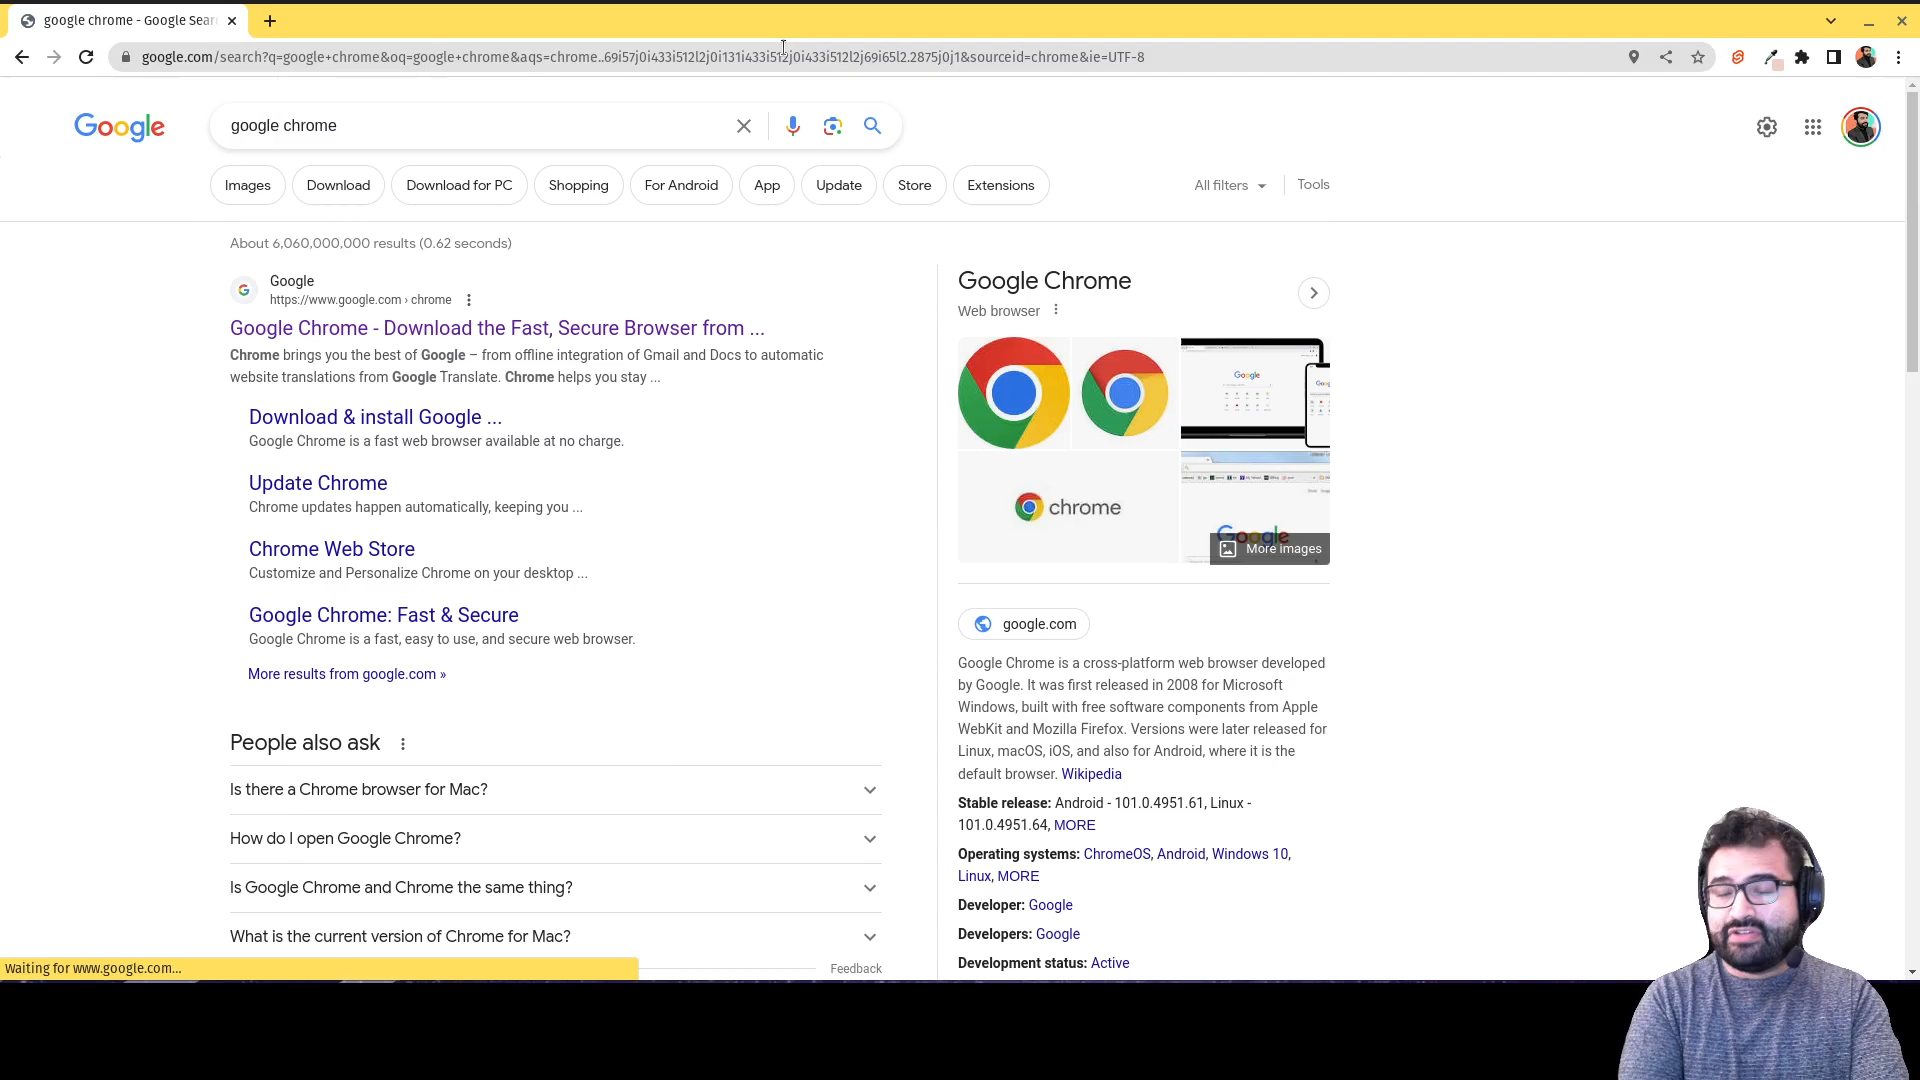 google chrome - Google Sear
google.com/search?q=google+chrome&oq=google+chrome&aqs=chrome..69i57j0i433i512l2j0i131i433i512j0i433i512l2j69i65l2.2875j0j1&sourceid=chrome&ie=UTF-8
Google
google chrome
Images
Download
Download for PC
Shopping
For Android
App
Update
Store
Extensions
All filters
Tools
About 6,060,000,000 results (0.62 seconds)
Google
https://www.google.com › chrome
Google Chrome - Download the Fast, Secure Browser from ...
Chrome brings you the best of Google – from offline integration of Gmail and Docs to automatic
website translations from Google Translate. Chrome helps you stay ...
Download & install Google ...
Google Chrome is a fast web browser available at no charge.
Update Chrome
Chrome updates happen automatically, keeping you ...
Chrome Web Store
Customize and Personalize Chrome on your desktop ...
Google Chrome: Fast & Secure
Google Chrome is a fast, easy to use, and secure web browser.
More results from google.com »
People also ask
Is there a Chrome browser for Mac?
How do I open Google Chrome?
Is Google Chrome and Chrome the same thing?
What is the current version of Chrome for Mac?
Feedback
Waiting for www.google.com...
Google Chrome
Web browser
Google
chrome
Google
More images
google.com
Google Chrome is a cross-platform web browser developed
by Google. It was first released in 2008 for Microsoft
Windows, built with free software components from Apple
WebKit and Mozilla Firefox. Versions were later released for
Linux, macOS, iOS, and also for Android, where it is the
default browser. Wikipedia
Stable release: Android - 101.0.4951.61, Linux -
101.0.4951.64, MORE
Operating systems: ChromeOS, Android, Windows 10,
Linux, MORE
Developer: Google
Developers: Google
Development status: Active